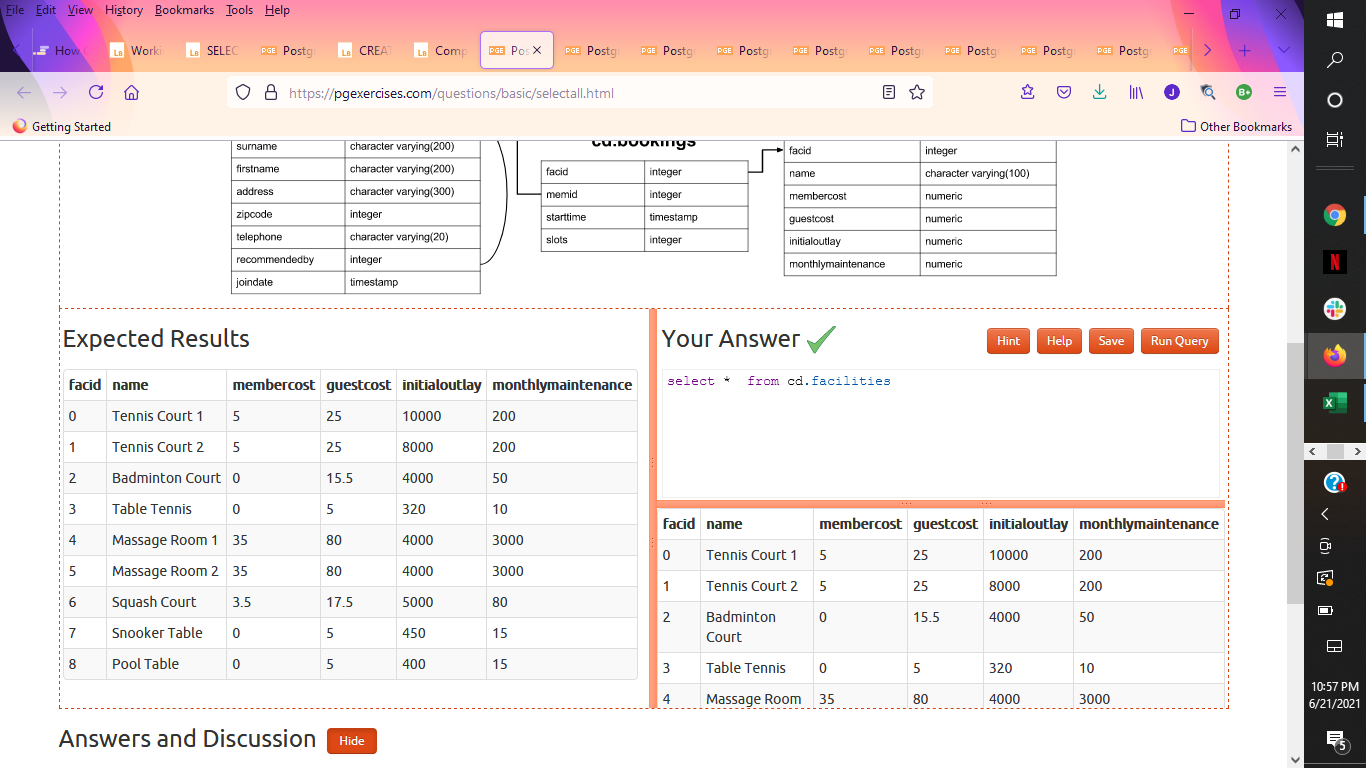 File Edit View History Bookmarks Tools Help
How Worki SELEC Postg CREAT Comp Pos Postg Postg Postg Postg Postg Postg Postg Postg
https://pgexercises.com/questions/basic/selectall.html
Getting Started Other Bookmarks
cd.bookings
surname character varying(200)
firstname character varying(200)
address character varying(300)
zipcode integer
telephone character varying(20)
recommendedby integer
joindate timestamp
facid integer
memid integer
starttime timestamp
slots integer
facid integer
name character varying(100)
membercost numeric
guestcost numeric
initialoutlay numeric
monthlymaintenance numeric
Expected Results
facid name membercost guestcost initialoutlay monthlymaintenance
0 Tennis Court 1 5 25 10000 200
1 Tennis Court 2 5 25 8000 200
2 Badminton Court 0 15.5 4000 50
3 Table Tennis 0 5 320 10
4 Massage Room 1 35 80 4000 3000
5 Massage Room 2 35 80 4000 3000
6 Squash Court 3.5 17.5 5000 80
7 Snooker Table 0 5 450 15
8 Pool Table 0 5 400 15
Your Answer Hint Help Save Run Query
select * from cd.facilities
facid name membercost guestcost initialoutlay monthlymaintenance
0 Tennis Court 1 5 25 10000 200
1 Tennis Court 2 5 25 8000 200
2 Badminton Court 0 15.5 4000 50
3 Table Tennis 0 5 320 10
4 Massage Room 35 80 4000 3000
Answers and Discussion Hide
10:57 PM
6/21/2021
5